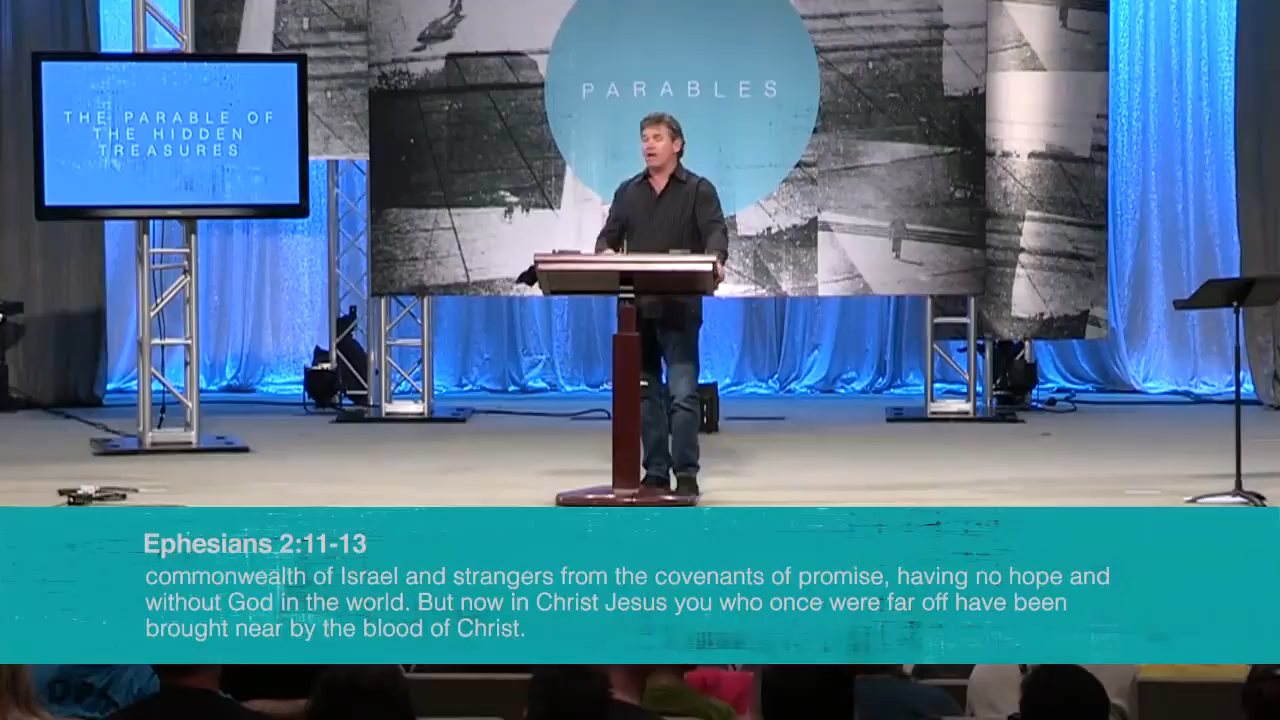 PARABLES
THE PARABLE OF
THE HIDDEN
TREASURES
Ephesians 2:11-13
commonwealth of Israel and strangers from the covenants of promise, having no hope and
without God in the world. But now in Christ Jesus you who once were far off have been
brought near by the blood of Christ.